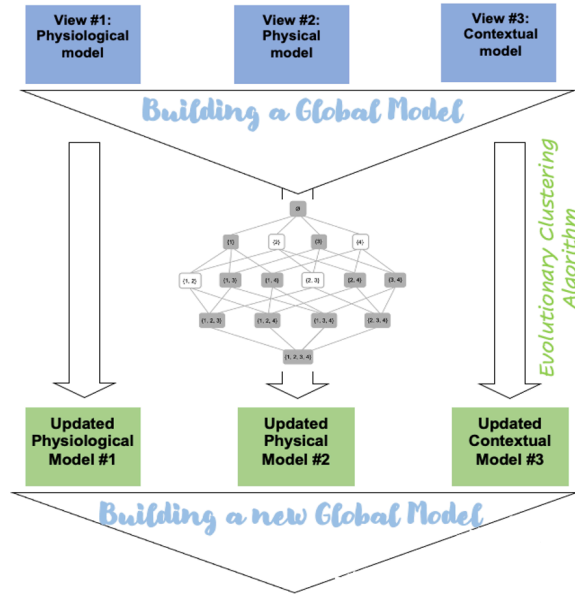 View #1:
Physiological
model
View #2:
Physical
model
View #3:
Contextual
model
Building a Global Model
{1}
{2}
{3}
{4}
{1, 2}
{1, 3}
{1, 4}
{2, 3}
{2, 4}
{3, 4}
{1, 2, 3}
{1, 2, 4}
{1, 3, 4}
{2, 3, 4}
{1, 2, 3, 4}
Evolutionary Clustering
Algorithm
Updated
Physiological
Model #1
Updated
Physical
Model #2
Updated
Contextual
Model #3
Building a new Global Model